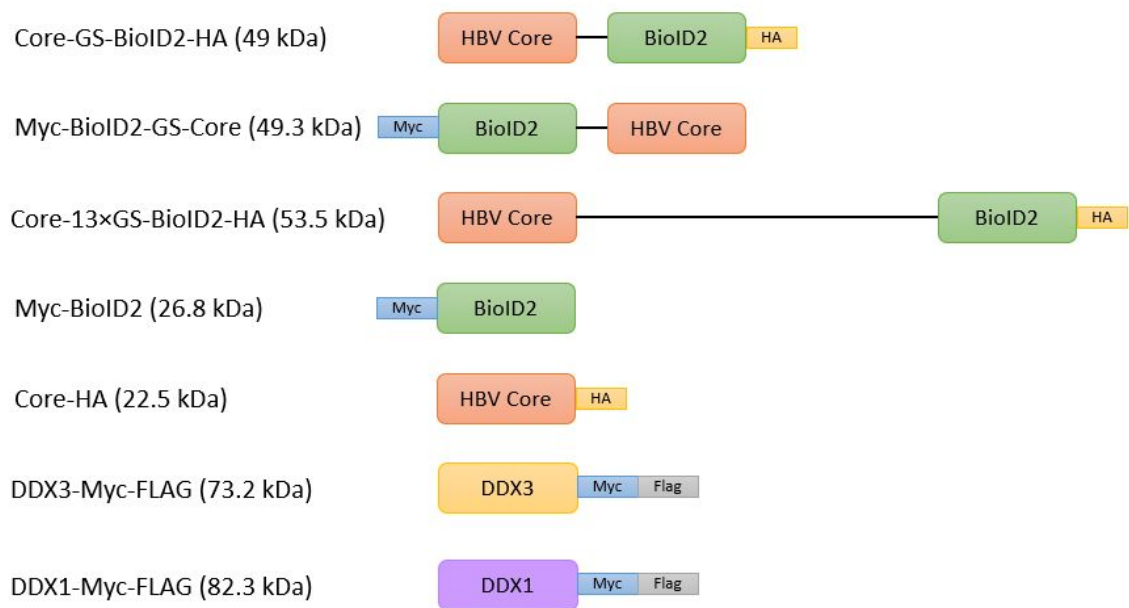 Core-GS-BioID2-HA (49 kDa) HBV Core BioID2 HA
Myc-BioID2-GS-Core (49.3 kDa) Myc BioID2 HBV Core
Core-13×GS-BioID2-HA (53.5 kDa) HBV Core BioID2 HA
Myc-BioID2 (26.8 kDa) Myc BioID2
Core-HA (22.5 kDa) HBV Core HA
DDX3-Myc-FLAG (73.2 kDa) DDX3 Myc Flag
DDX1-Myc-FLAG (82.3 kDa) DDX1 Myc Flag